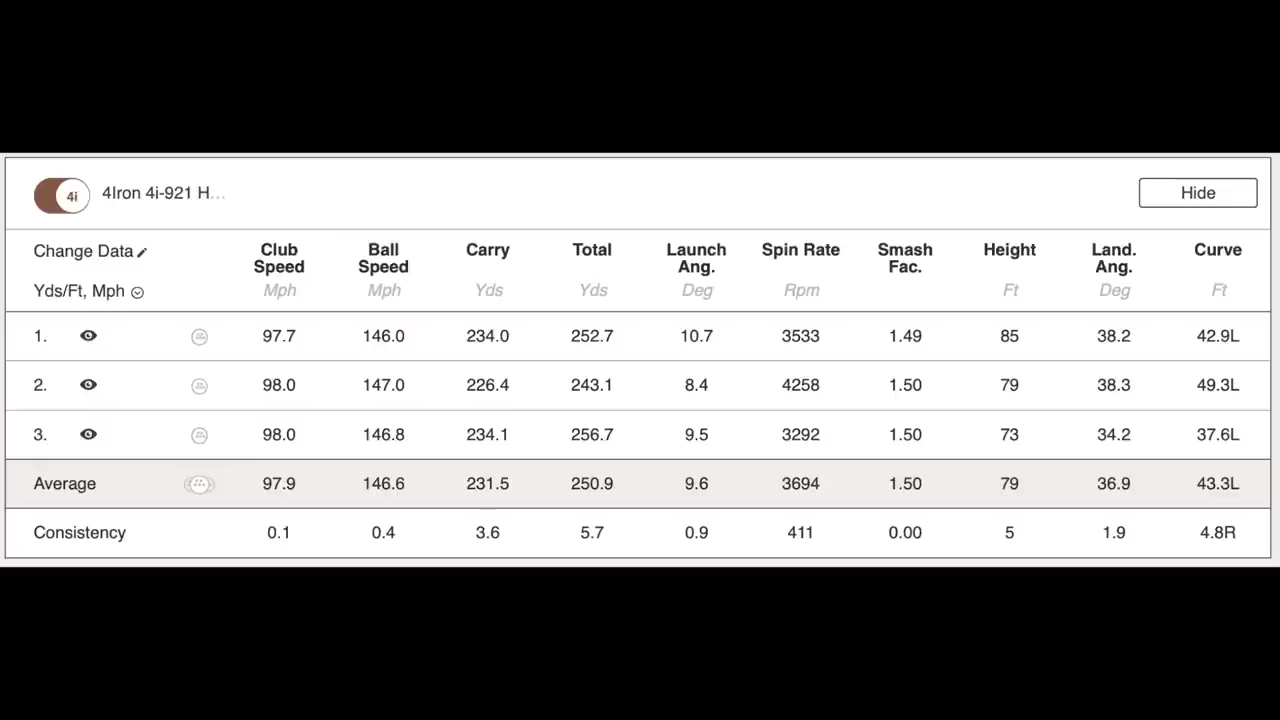 4i 4Iron 4i-921 H... Hide
Change Data Club Speed Ball Speed Carry Total Launch Ang. Spin Rate Smash Fac. Height Land. Ang. Curve
Yds/Ft, Mph Mph Mph Yds Yds Deg Rpm Ft Deg Ft
1. 97.7 146.0 234.0 252.7 10.7 3533 1.49 85 38.2 42.9L
2. 98.0 147.0 226.4 243.1 8.4 4258 1.50 79 38.3 49.3L
3. 98.0 146.8 234.1 256.7 9.5 3292 1.50 73 34.2 37.6L
Average 97.9 146.6 231.5 250.9 9.6 3694 1.50 79 36.9 43.3L
Consistency 0.1 0.4 3.6 5.7 0.9 411 0.00 5 1.9 4.8R